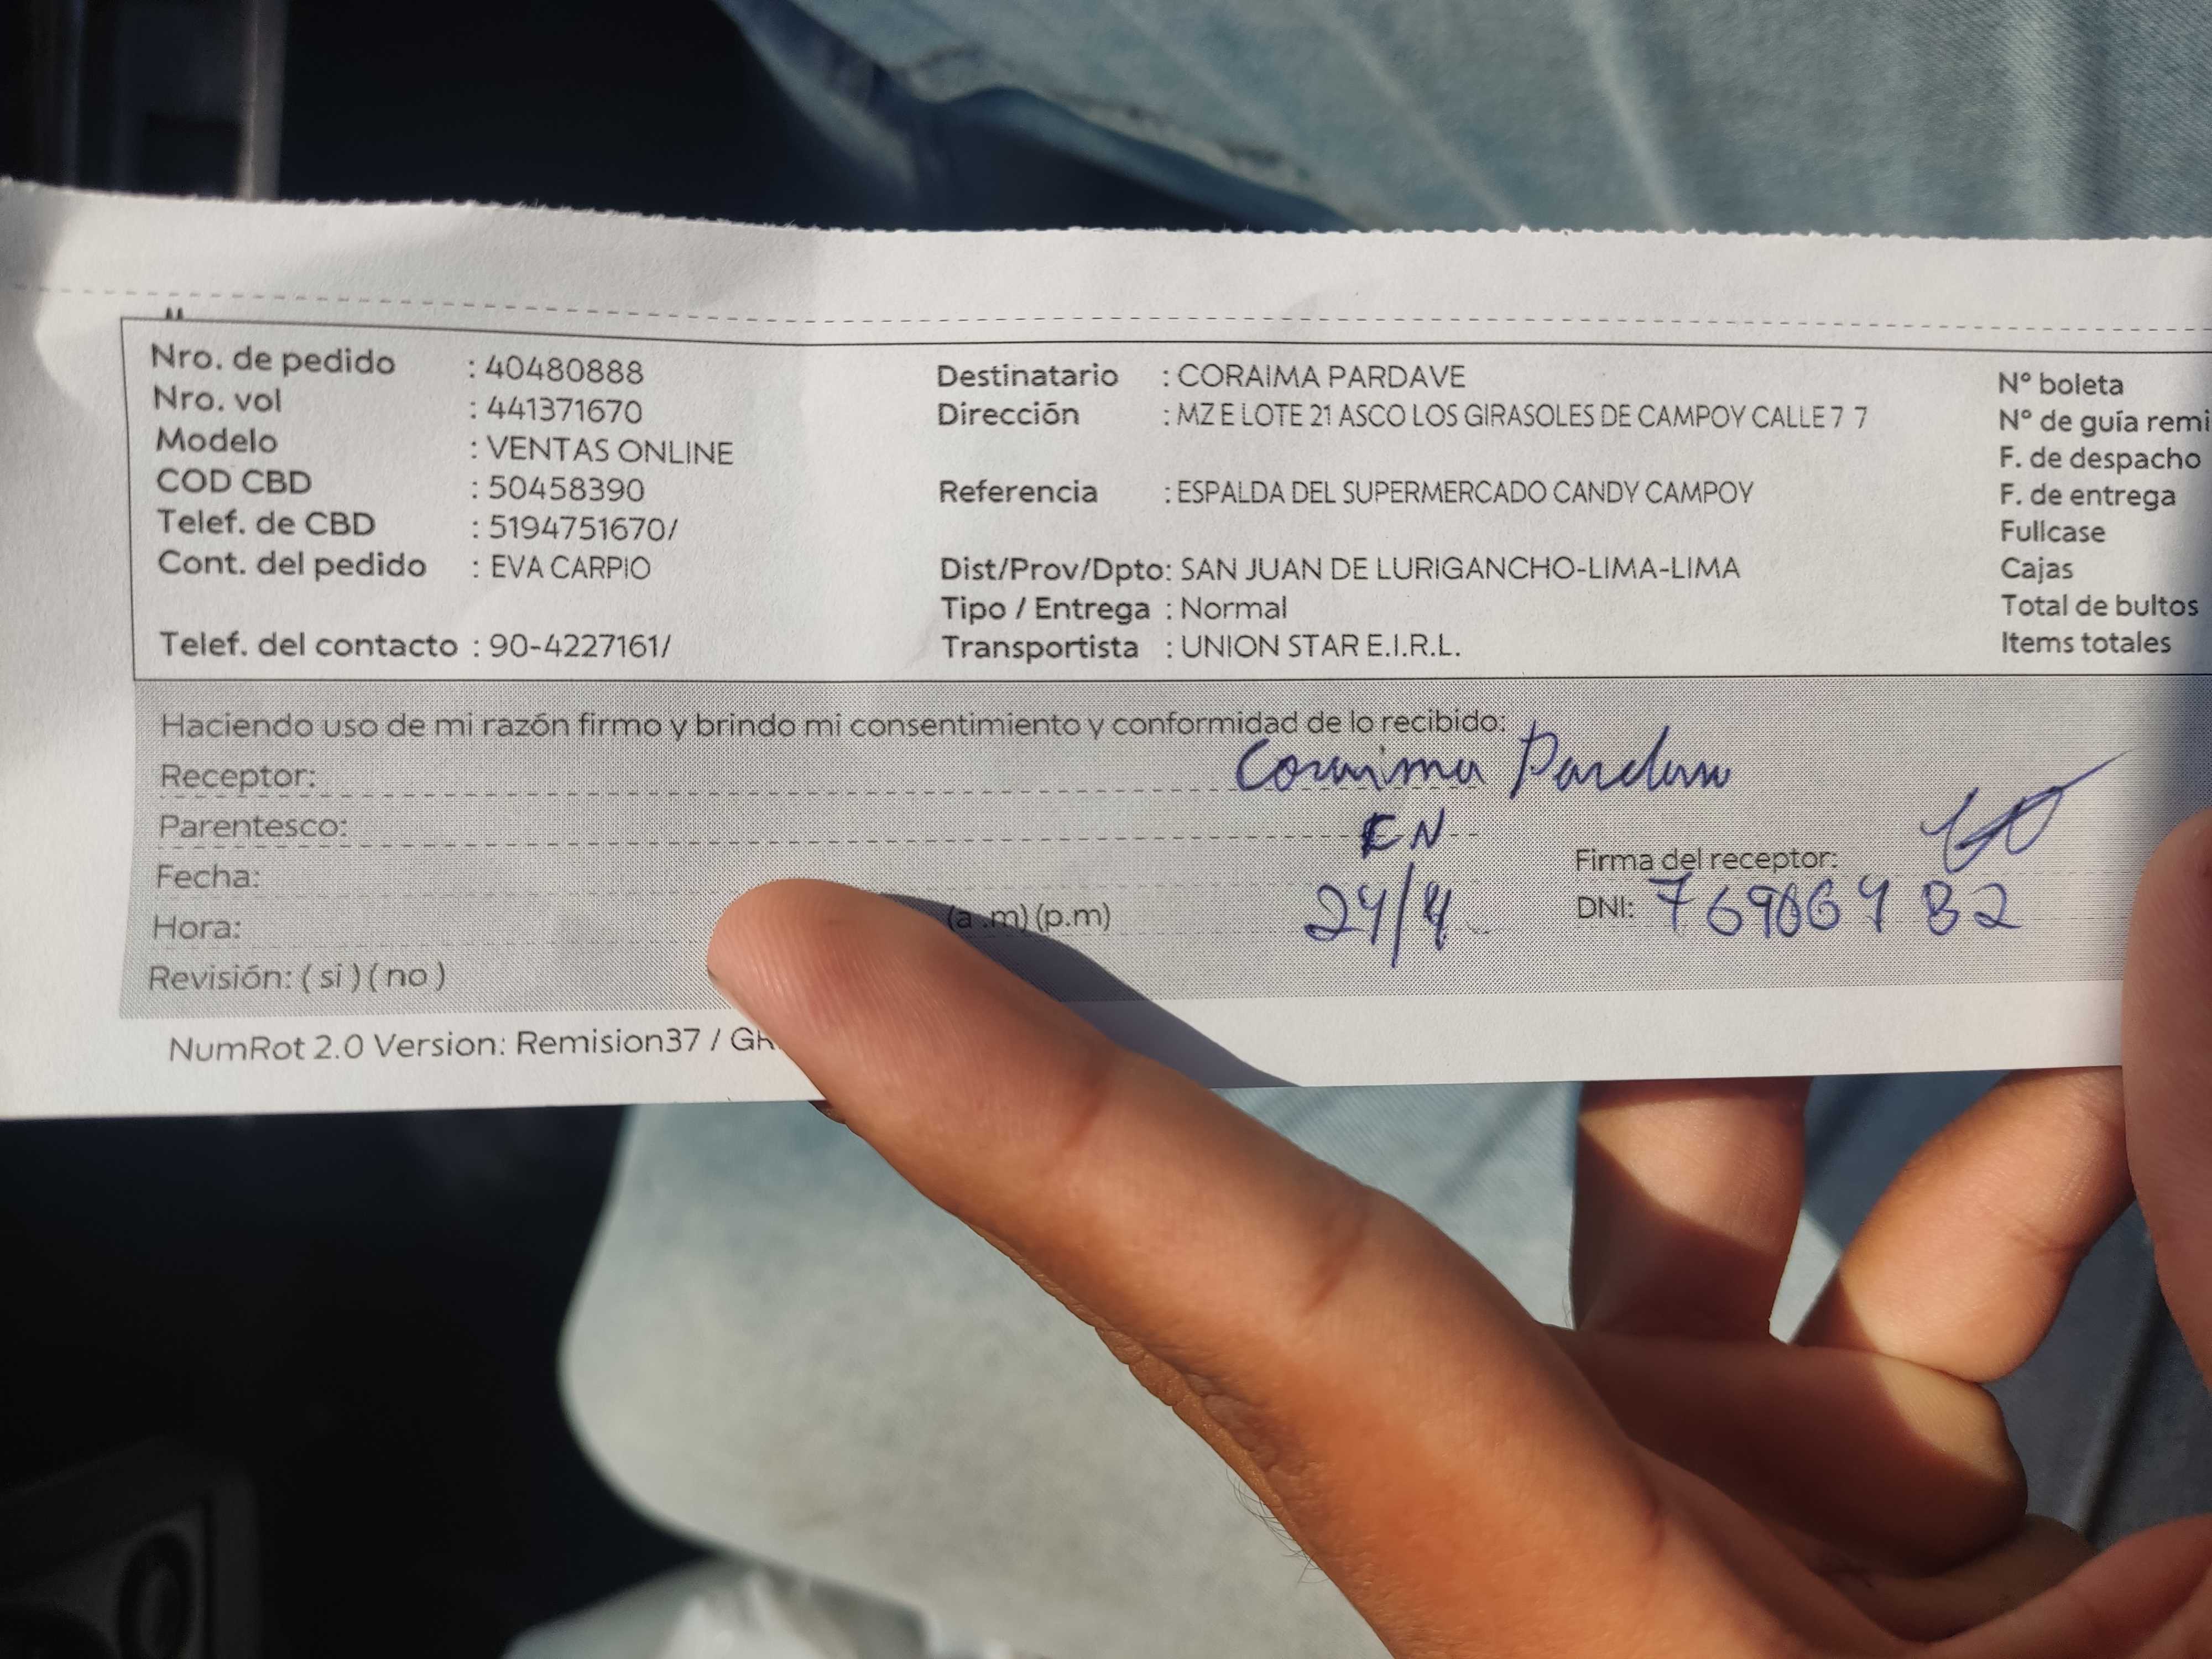 Nro. de pedido : 40480888
Nro. vol : 441371670
Modelo : VENTAS ONLINE
COD CBD : 50458390
Telef. de CBD : 5194751670/
Cont. del pedido : EVA CARPIO
Telef. del contacto : 90-4227161/
Destinatario : CORAIMA PARDAVE
Dirección : MZ E LOTE 21 ASCO LOS GIRASOLES DE CAMPOY CALLE 7 7
Referencia : ESPALDA DEL SUPERMERCADO CANDY CAMPOY
Dist/Prov/Dpto: SAN JUAN DE LURIGANCHO-LIMA-LIMA
Tipo / Entrega : Normal
Transportista : UNION STAR E.I.R.L.
N° boleta
N° de guía remi
F. de despacho
F. de entrega
Fullcase
Cajas
Total de bultos
Items totales
Haciendo uso de mi razón firmo y brindo mi consentimiento y conformidad de lo recibido:
Receptor: Coraima Pardave
Parentesco: EN
Fecha: 24/4
Hora: (a .m) (p.m)
Revisión: ( si ) ( no )
Firma del receptor:
DNI:
NumRot 2.0 Version: Remision37 /